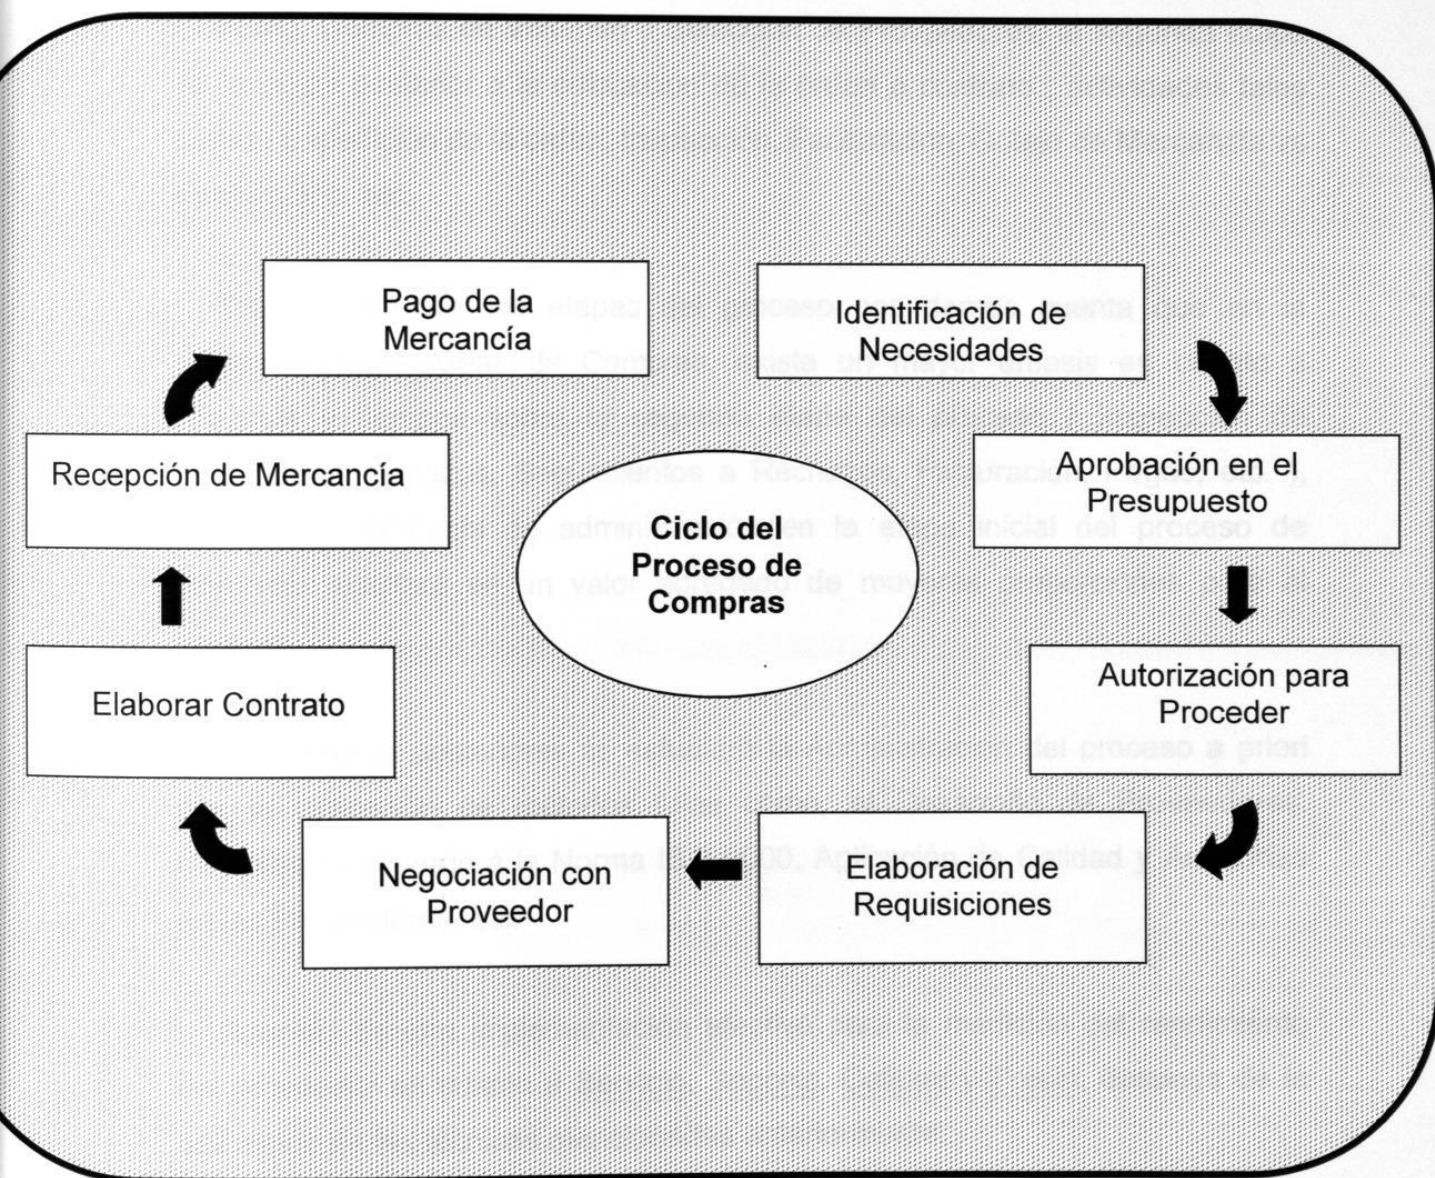 Pago de la
Mercancía
Identificación de
Necesidades
Recepción de Mercancía
Aprobación en el
Presupuesto
Ciclo del
Proceso de
Compras
Elaborar Contrato
Autorización para
Proceder
Negociación con
Proveedor
Elaboración de
Requisiciones